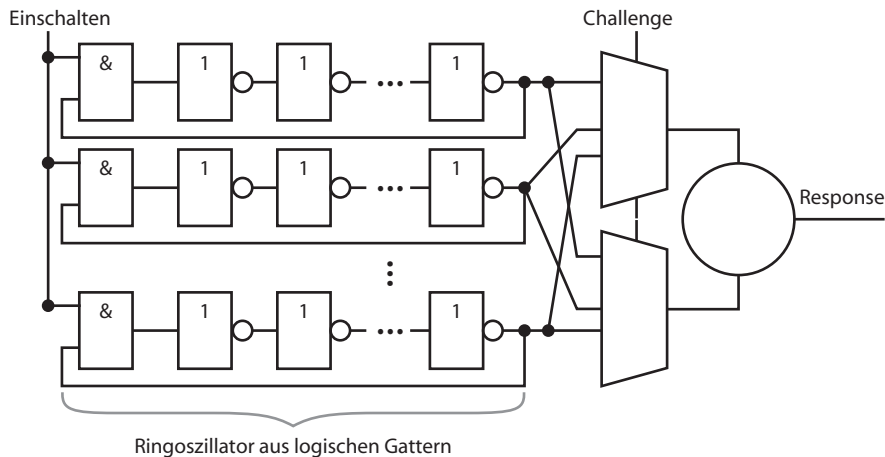 Einschalten
Challenge
& 1 1 ... 1
& 1 1 ... 1
Response
& 1 1 ... 1
Ringoszillator aus logischen Gattern